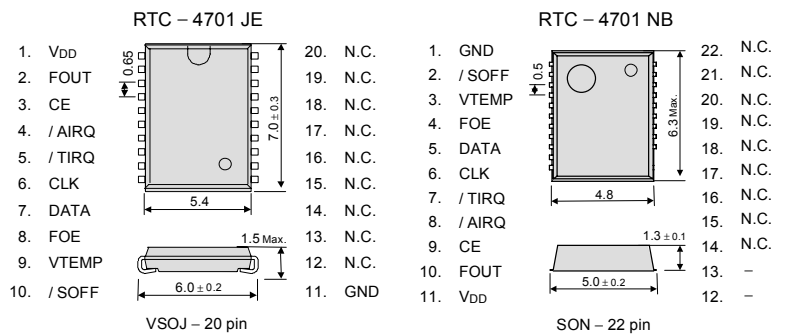 RTC – 4701 JE
1. VDD
2. FOUT
3. CE
4. / AIRQ
5. / TIRQ
6. CLK
7. DATA
8. FOE
9. VTEMP
10. / SOFF
0.65
7.0 ± 0.3
5.4
1.5 Max.
6.0 ± 0.2
20. N.C.
19. N.C.
18. N.C.
17. N.C.
16. N.C.
15. N.C.
14. N.C.
13. N.C.
12. N.C.
11. GND
VSOJ – 20 pin
RTC – 4701 NB
1. GND
2. / SOFF
3. VTEMP
4. FOE
5. DATA
6. CLK
7. / TIRQ
8. / AIRQ
9. CE
10. FOUT
11. VDD
0.5
6.3 Max.
4.8
1.3 ± 0.1
5.0 ± 0.2
22. N.C.
21. N.C.
20. N.C.
19. N.C.
18. N.C.
17. N.C.
16. N.C.
15. N.C.
14. N.C.
13. –
12. –
SON – 22 pin